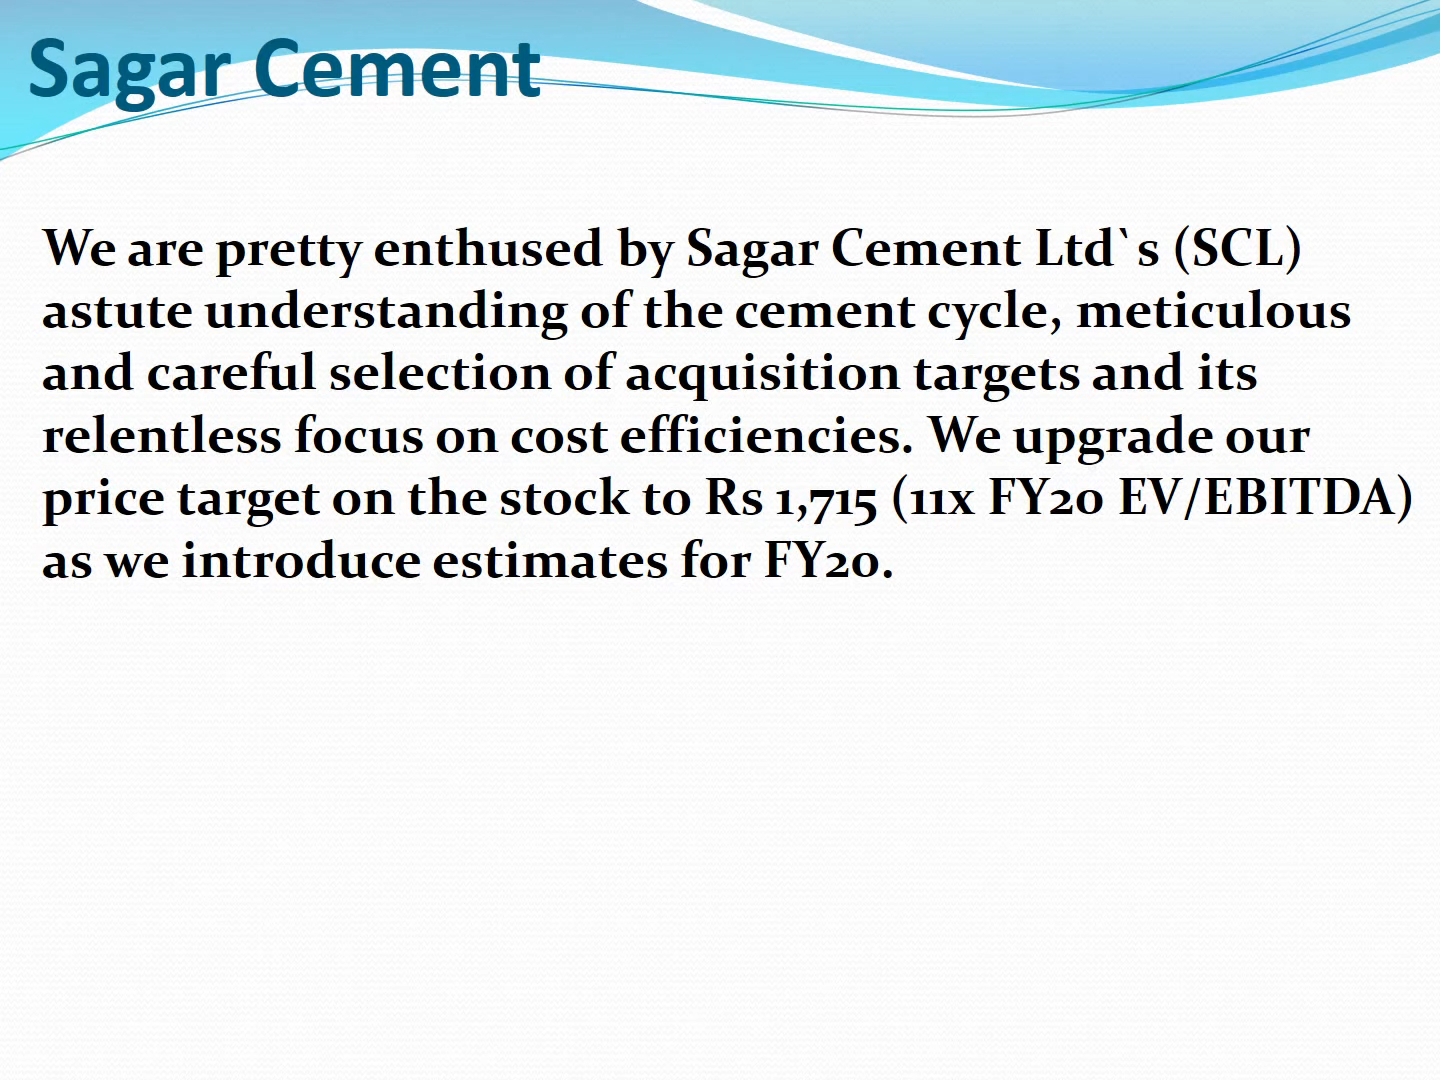 Sagar Cement
We are pretty enthused by Sagar Cement Ltd`s (SCL)
astute understanding of the cement cycle, meticulous
and careful selection of acquisition targets and its
relentless focus on cost efficiencies. We upgrade our
price target on the stock to Rs 1,715 (11x FY20 EV/EBITDA)
as we introduce estimates for FY20.